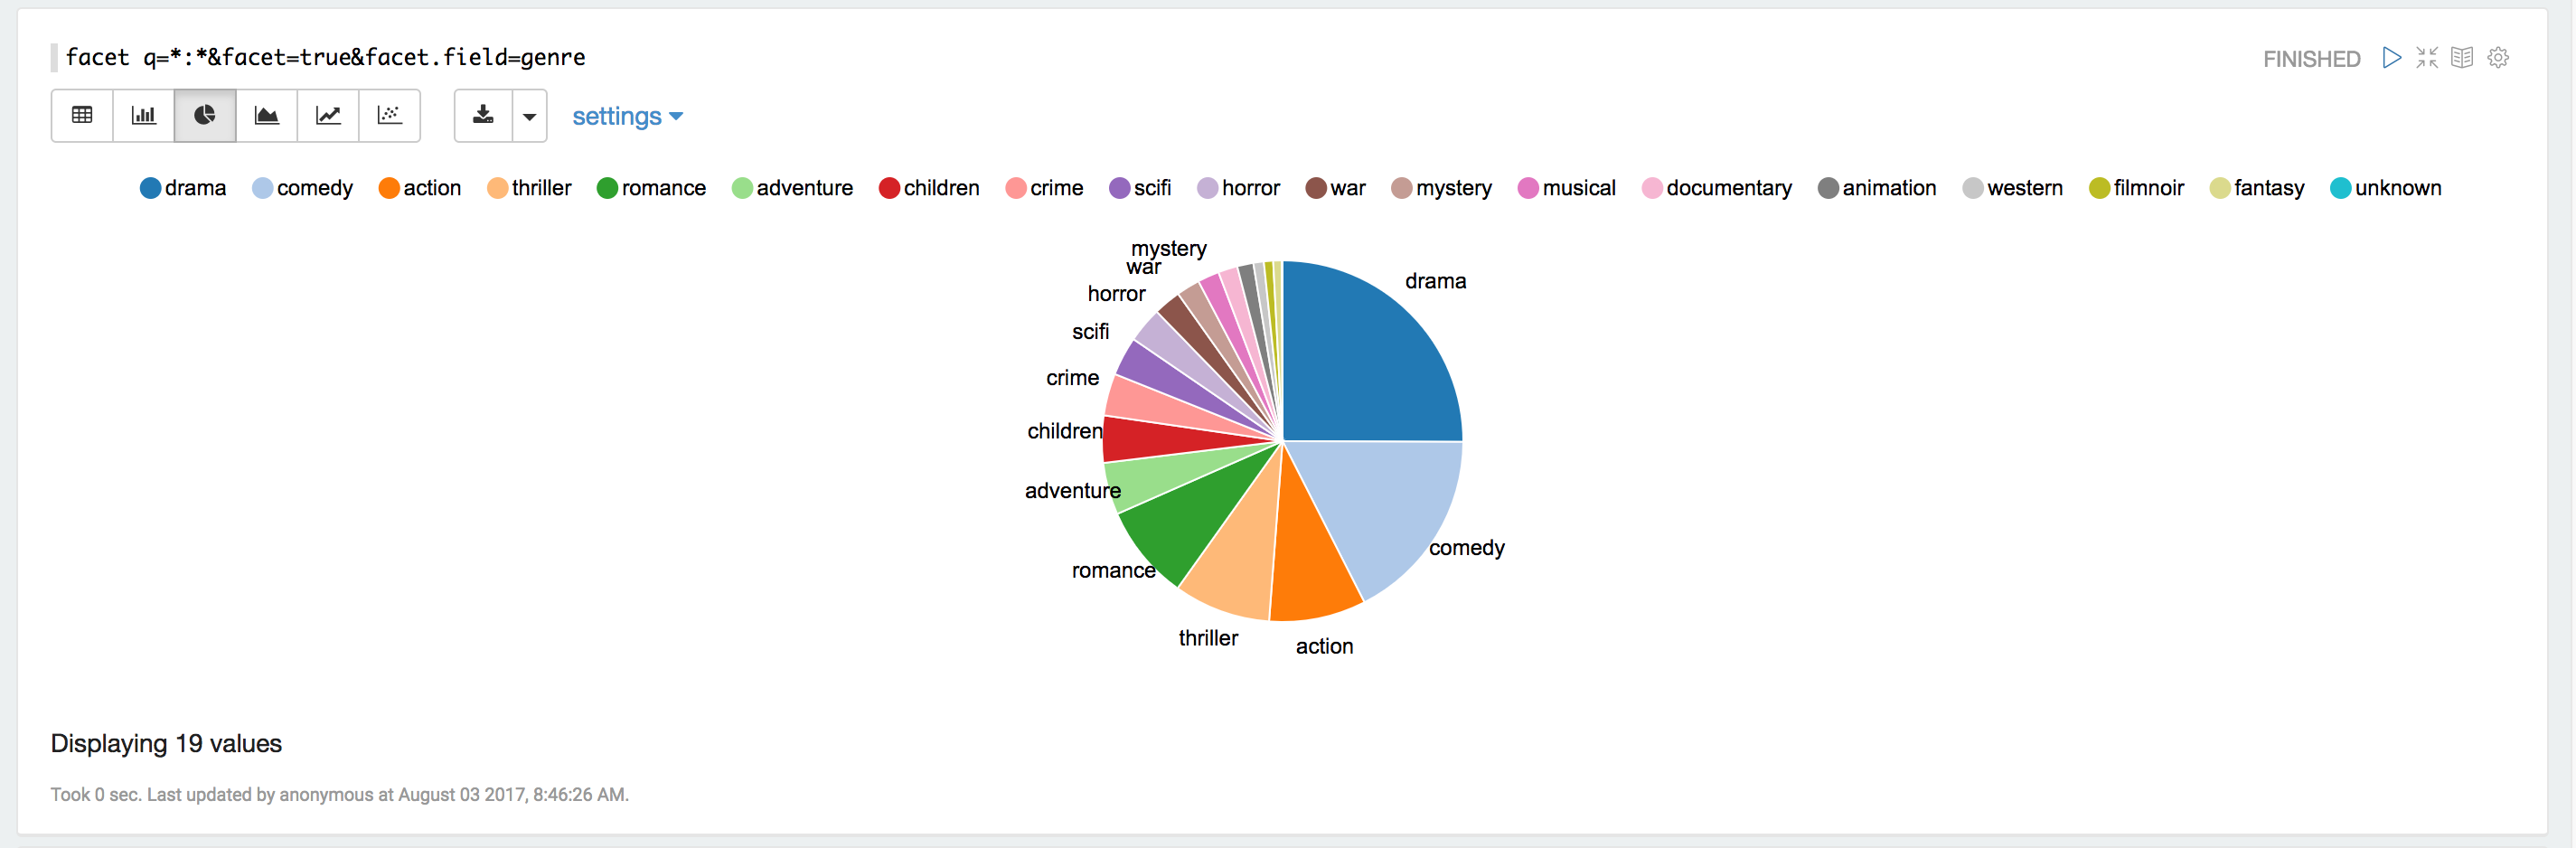 facet q=*:*&facet=true&facet.field=genre
FINISHED
settings
drama comedy action thriller romance adventure children crime scifi horror war mystery musical documentary animation western filmnoir fantasy unknown
mystery
war
drama
horror
scifi
crime
children
adventure
comedy
romance
thriller
action
Displaying 19 values
Took 0 sec. Last updated by anonymous at August 03 2017, 8:46:26 AM.